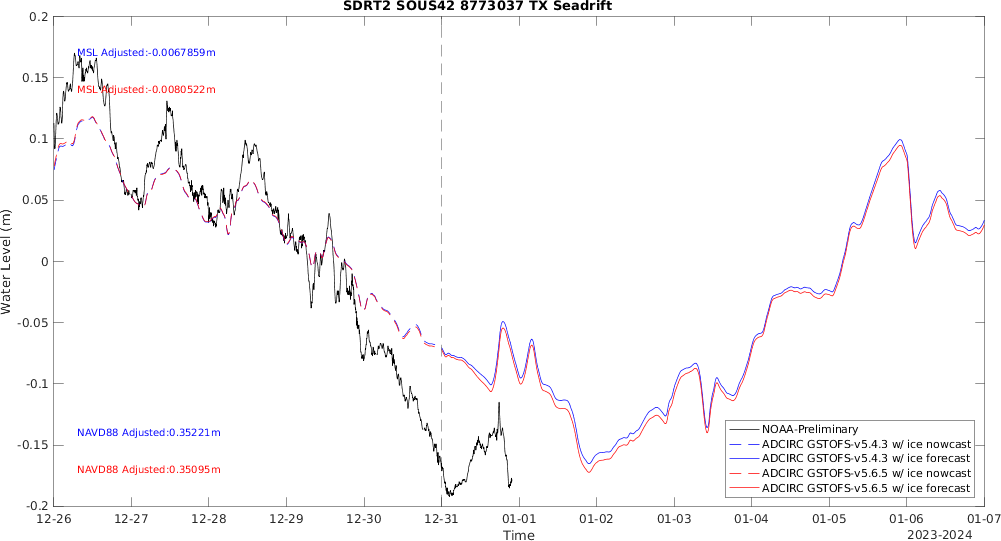 SDRT2 SOUS42 8773037 TX Seadrift
0.2
0.15
0.1
0.05
0
-0.05
-0.1
-0.15
-0.2
Water Level (m)
MSL Adjusted:-0.0067859m
MSL Adjusted:-0.0080522m
NAVD88 Adjusted:0.35221m
NAVD88 Adjusted:0.35095m
NOAA-Preliminary
ADCIRC GSTOFS-v5.4.3 w/ ice nowcast
ADCIRC GSTOFS-v5.4.3 w/ ice forecast
ADCIRC GSTOFS-v5.6.5 w/ ice nowcast
ADCIRC GSTOFS-v5.6.5 w/ ice forecast
12-26 12-27 12-28 12-29 12-30 12-31 01-01 01-02 01-03 01-04 01-05 01-06 01-07
Time
2023-2024